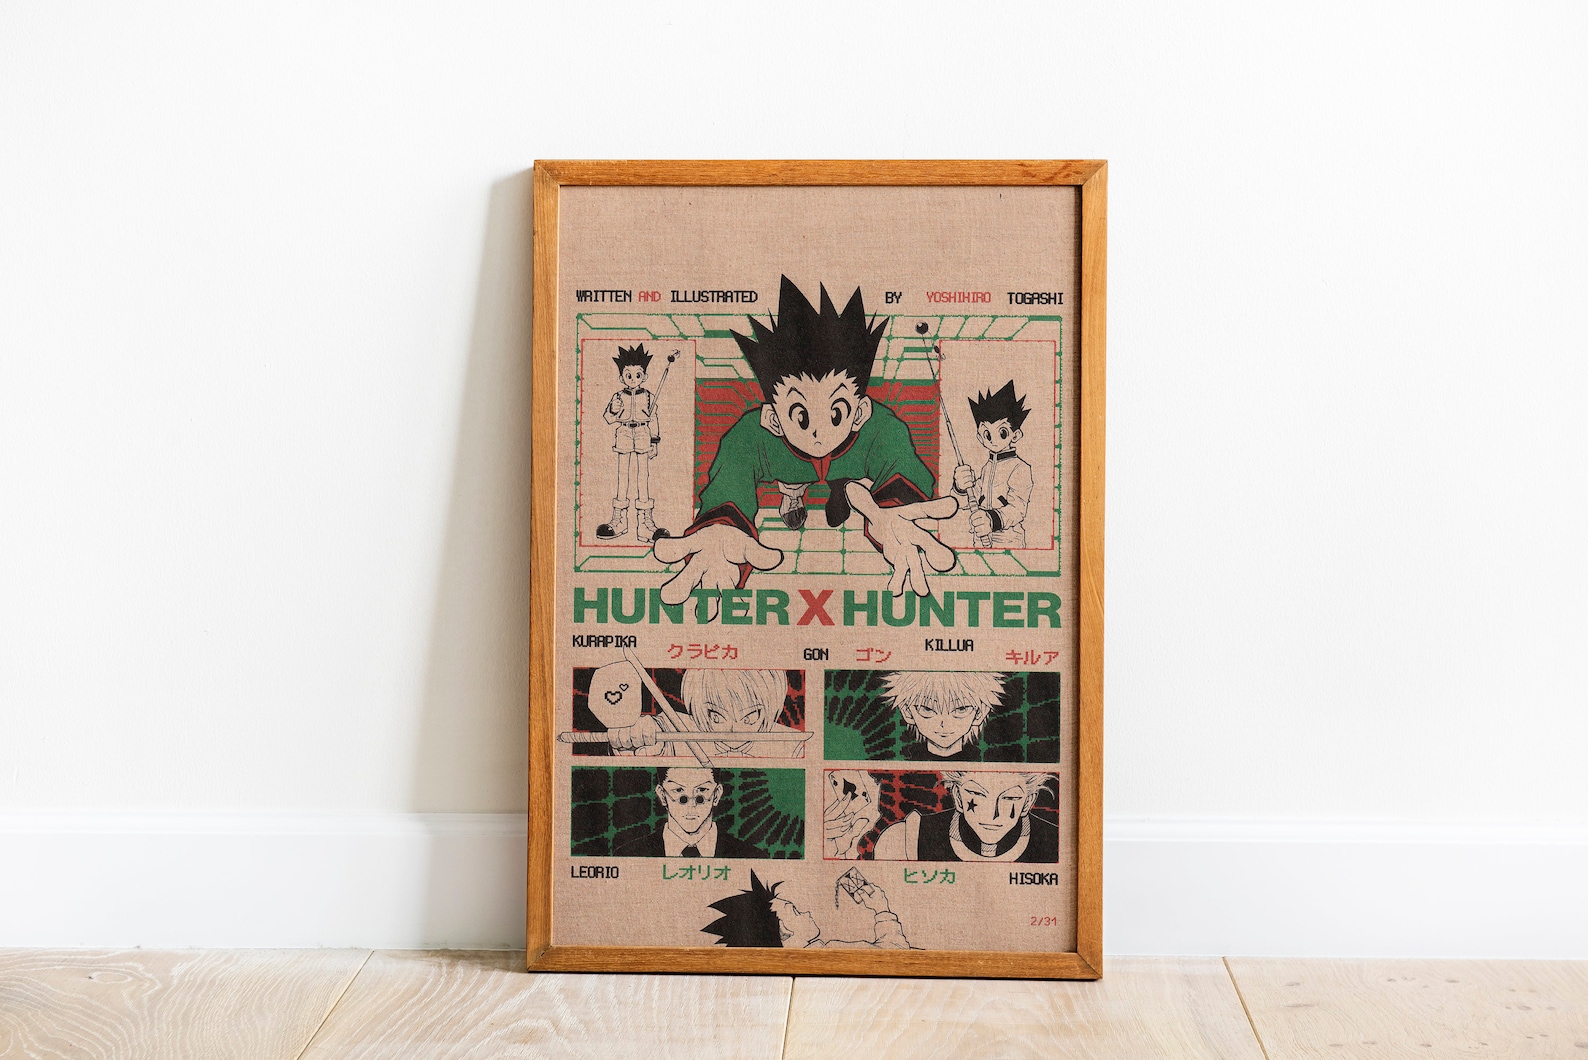 WRITTEN AND ILLUSTRATED BY YOSHIHIRO TOGASHI
HUNTER X HUNTER
KURAPIKA クラピカ GON ゴン KILLUA キルア
LEORIO レオリオ ヒソカ HISOKA
2/31